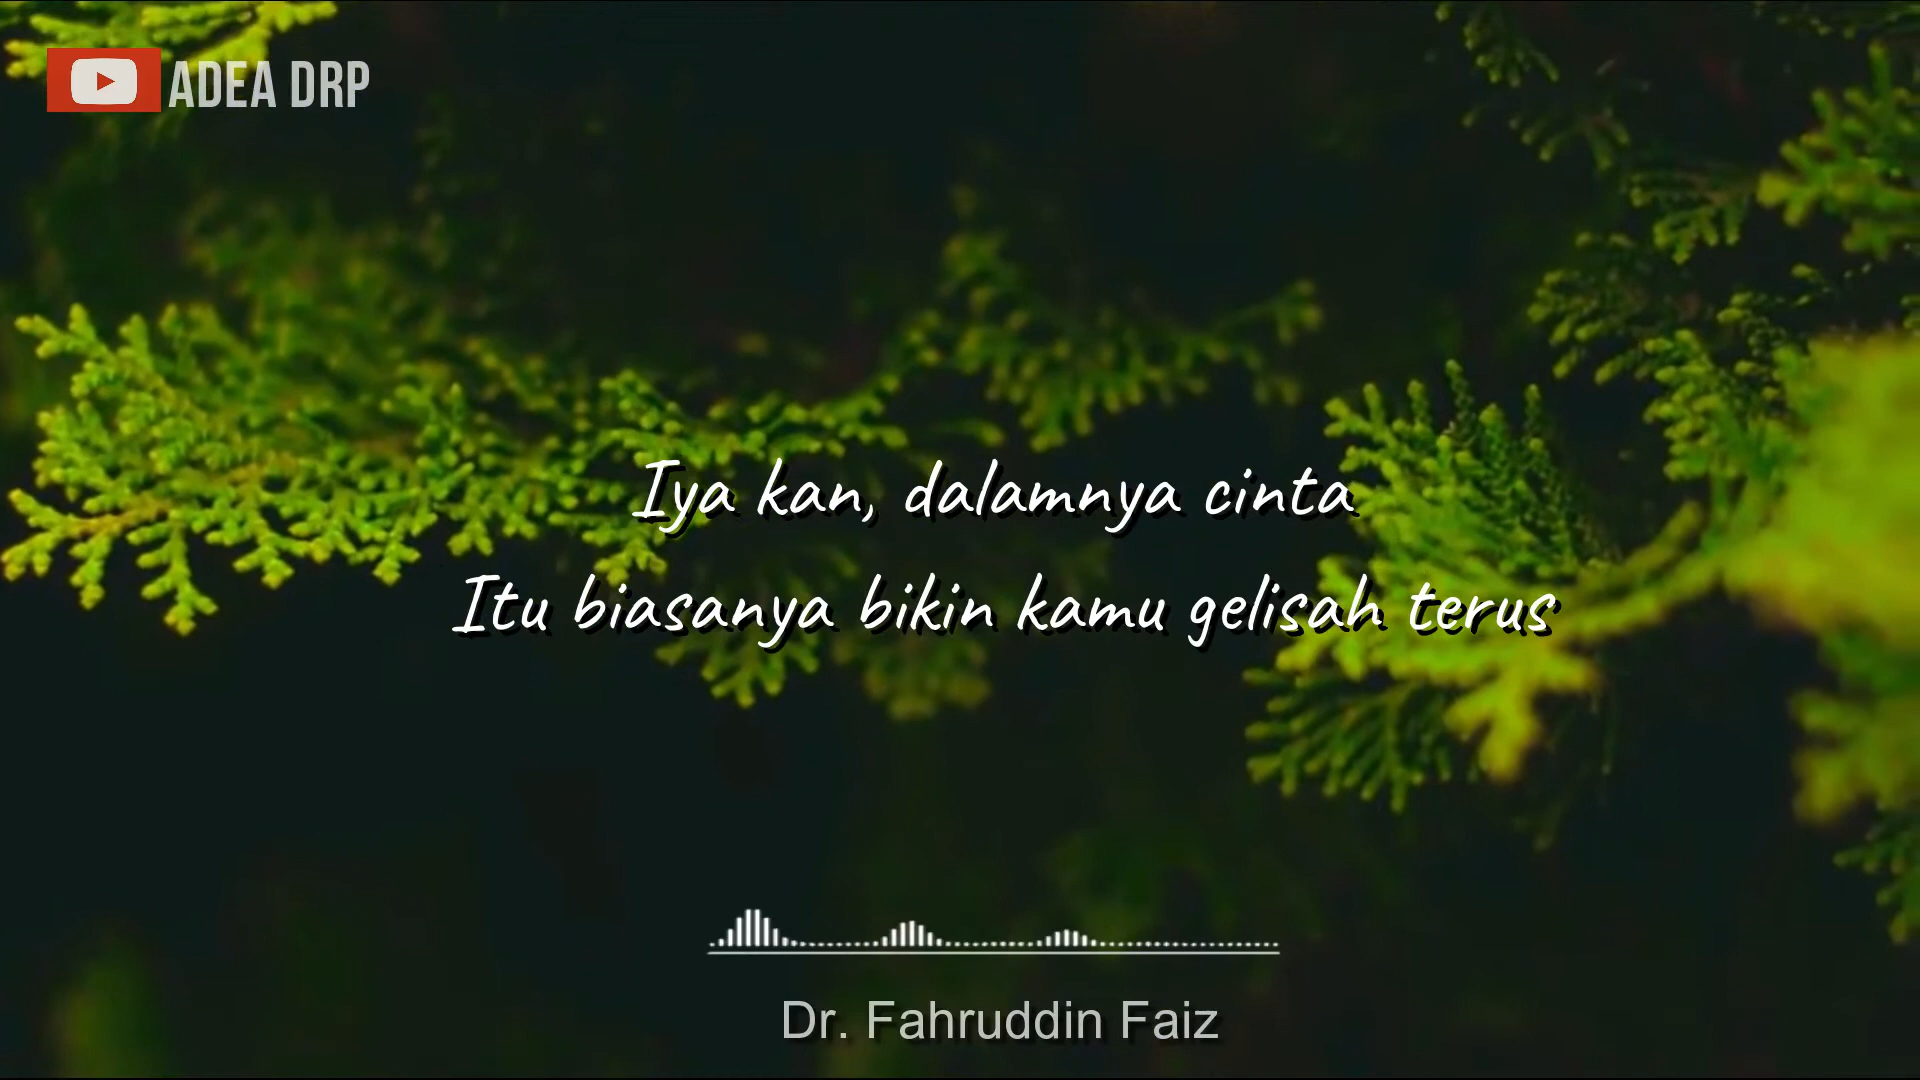 ADEA DRP
Iya kan, dalamnya cinta
Itu biasanya bikin kamu gelisah terus
Dr. Fahruddin Faiz